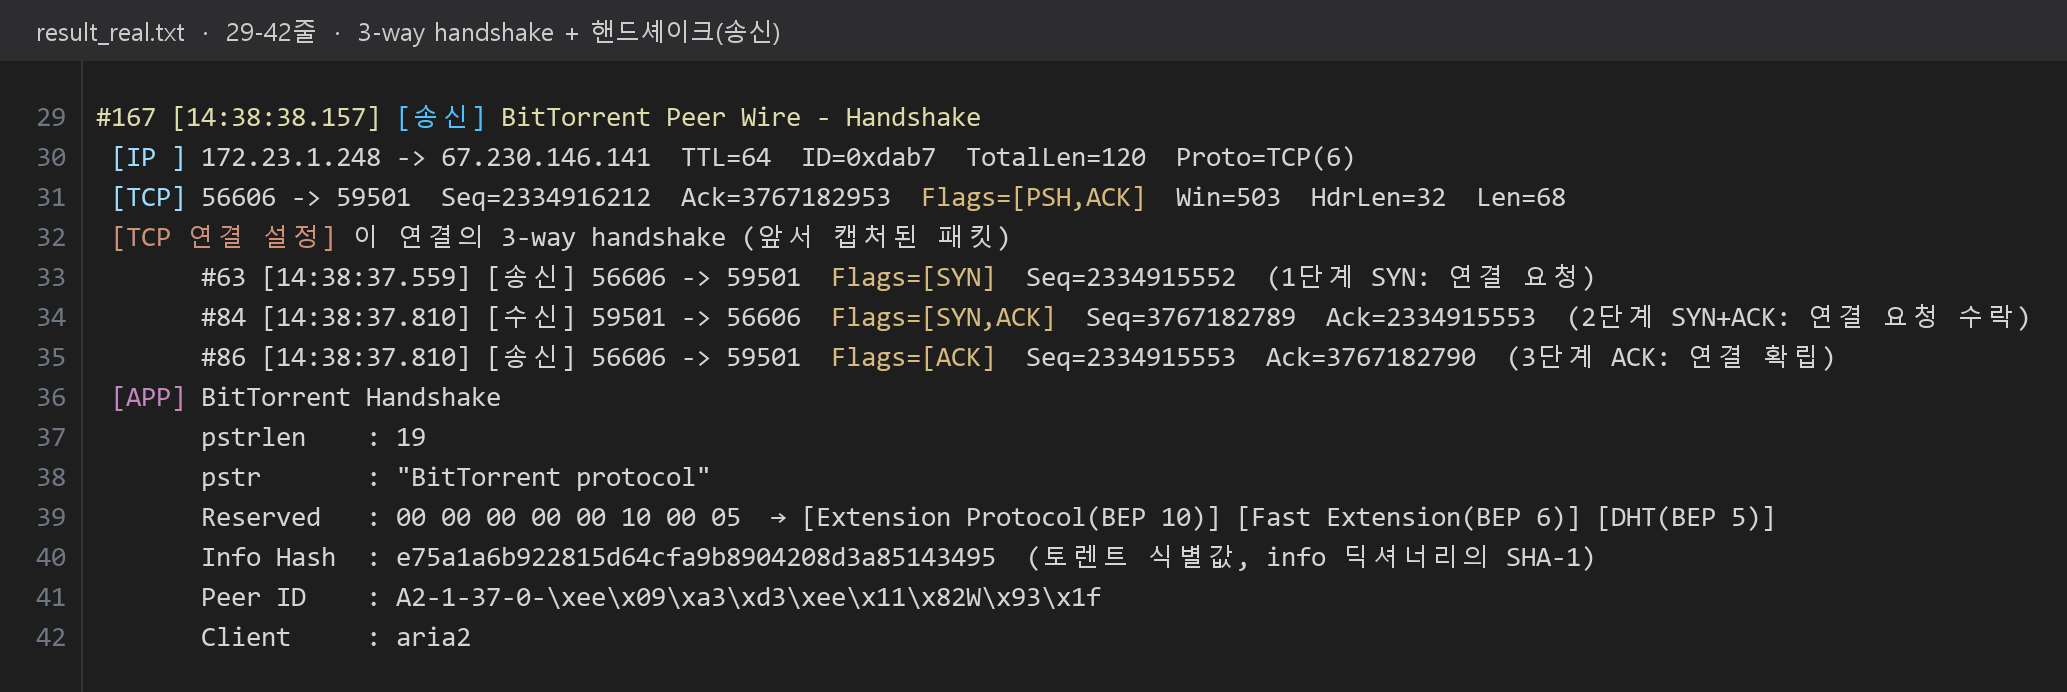 result_real.txt · 29-42줄 · 3-way handshake + 핸드셰이크(송신)
29 #167 [14:38:38.157] [송신] BitTorrent Peer Wire - Handshake
30 [IP ] 172.23.1.248 -> 67.230.146.141 TTL=64 ID=0xdab7 TotalLen=120 Proto=TCP(6)
31 [TCP] 56606 -> 59501 Seq=2334916212 Ack=3767182953 Flags=[PSH,ACK] Win=503 HdrLen=32 Len=68
32 [TCP 연결 설정] 이 연결의 3-way handshake (앞서 캡처된 패킷)
33 #63 [14:38:37.559] [송신] 56606 -> 59501 Flags=[SYN] Seq=2334915552 (1단계 SYN: 연결 요청)
34 #84 [14:38:37.810] [수신] 59501 -> 56606 Flags=[SYN,ACK] Seq=3767182789 Ack=2334915553 (2단계 SYN+ACK: 연결 요청 수락)
35 #86 [14:38:37.810] [송신] 56606 -> 59501 Flags=[ACK] Seq=2334915553 Ack=3767182790 (3단계 ACK: 연결 확립)
36 [APP] BitTorrent Handshake
37 pstrlen : 19
38 pstr : "BitTorrent protocol"
39 Reserved : 00 00 00 00 00 10 00 05 → [Extension Protocol(BEP 10)] [Fast Extension(BEP 6)] [DHT(BEP 5)]
40 Info Hash : e75a1a6b922815d64cfa9b8904208d3a85143495 (토렌트 식별값, info 딕셔너리의 SHA-1)
41 Peer ID : A2-1-37-0-\xee\x09\xa3\xd3\xee\x11\x82W\x93\x1f
42 Client : aria2